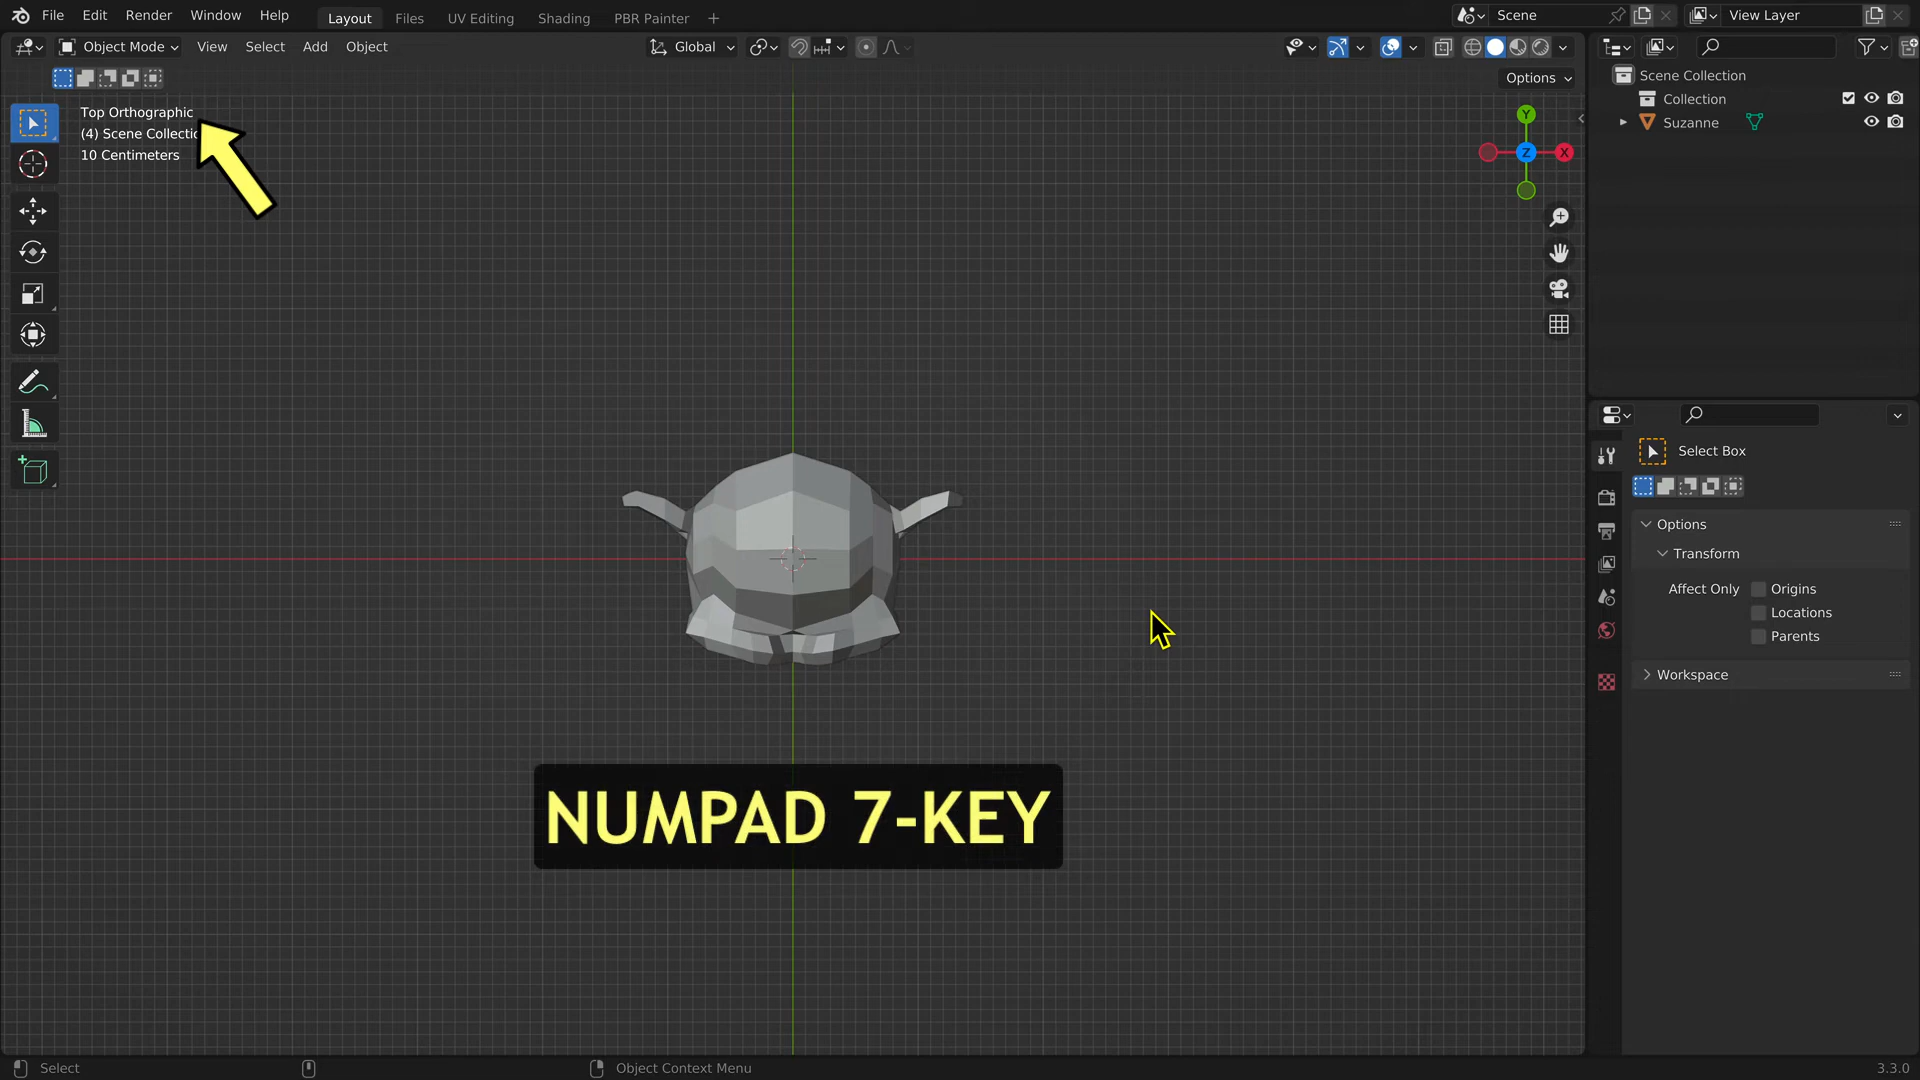 File Edit Render Window Help Layout Files UV Editing Shading PBR Painter + Scene View Layer
Object Mode View Select Add Object Global
Options
Top Orthographic
(4) Scene Collectio
10 Centimeters
Y
Z X
Scene Collection
Collection
Suzanne
Select Box
Options
Transform
Affect Only Origins
Locations
Parents
Workspace
NUMPAD 7-KEY
Select Object Context Menu 3.3.0